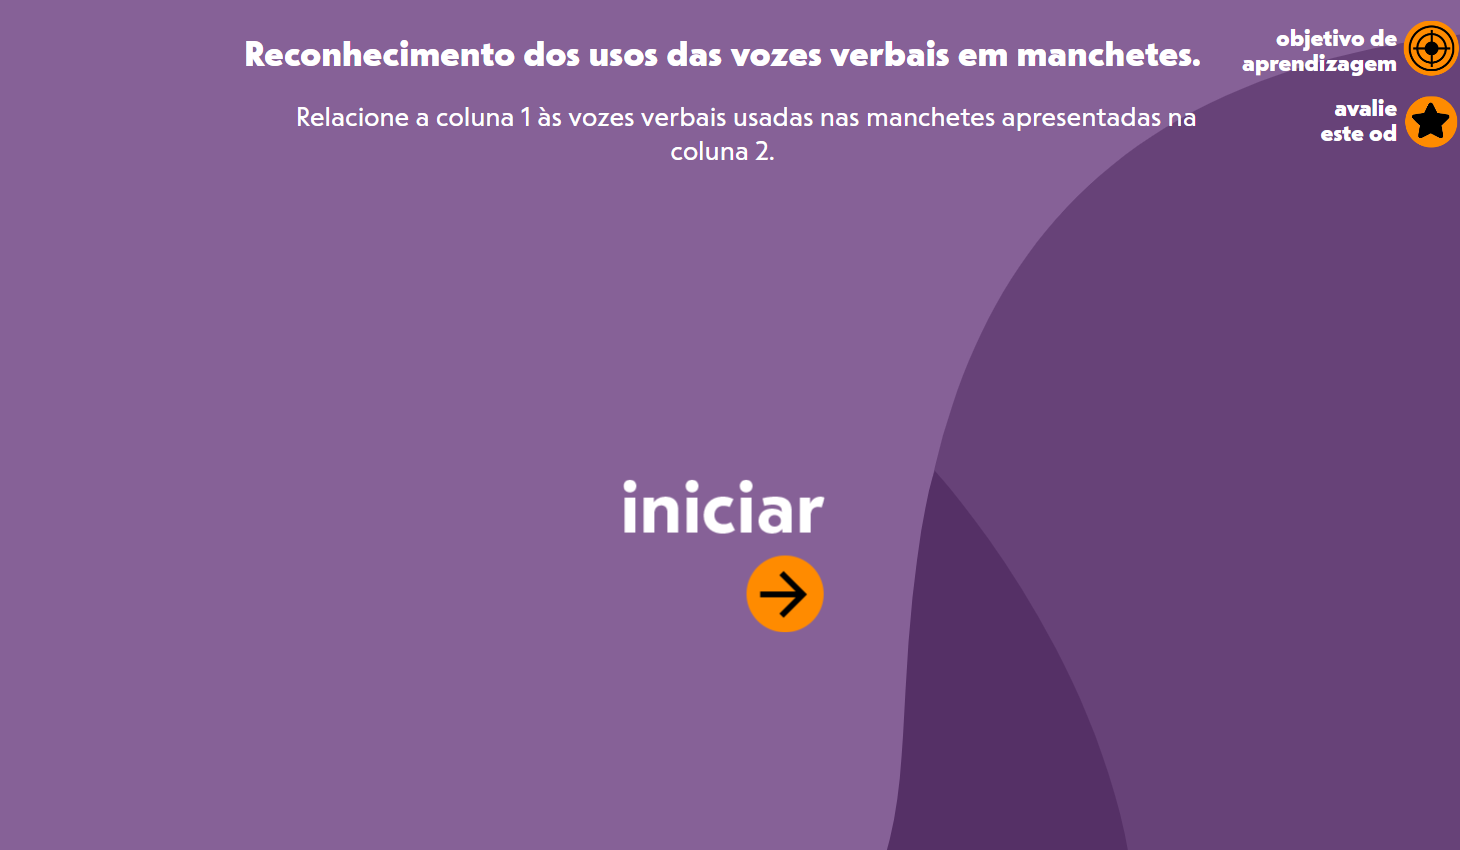 Reconhecimento dos usos das vozes verbais em manchetes.
Relacione a coluna 1 às vozes verbais usadas nas manchetes apresentadas na
coluna 2.
objetivo de
aprendizagem
avalie
este od
iniciar